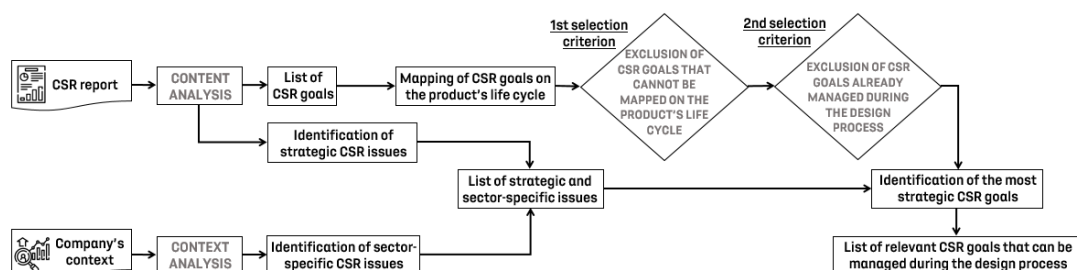 1st selection
criterion
2nd selection
criterion
CSR report
CONTENT
ANALYSIS
List of
CSR goals
Mapping of CSR goals on
the product's life cycle
EXCLUSION OF
CSR GOALS THAT
CANNOT BE
MAPPED ON THE
PRODUCT'S LIFE
CYCLE
EXCLUSION OF CSR
GOALS ALREADY
MANAGED DURING
THE DESIGN
PROCESS
Identification of
strategic CSR issues
List of strategic and
sector-specific issues
Identification of the most
strategic CSR goals
Company's
context
CONTEXT
ANALYSIS
Identification of sector-
specific CSR issues
List of relevant CSR goals that can be
managed during the design process